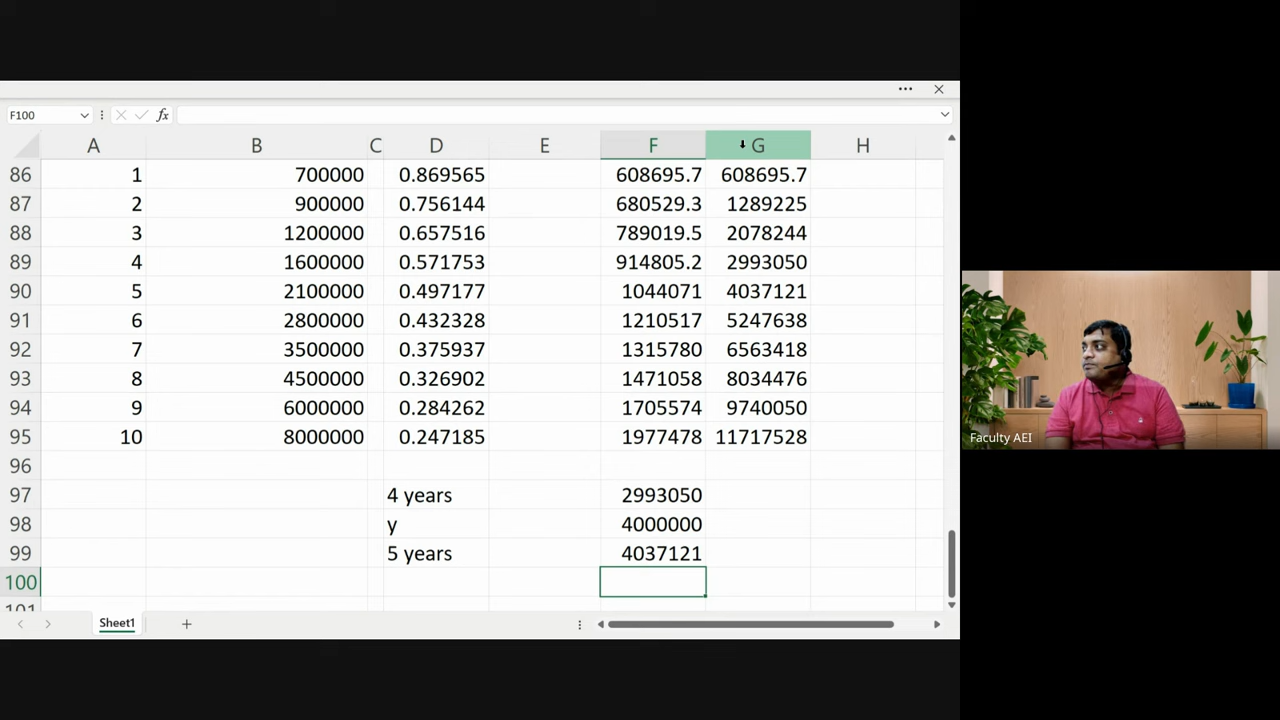 F100 fx
A B C D E F G H
86 1 700000 0.869565 608695.7 608695.7
87 2 900000 0.756144 680529.3 1289225
88 3 1200000 0.657516 789019.5 2078244
89 4 1600000 0.571753 914805.2 2993050
90 5 2100000 0.497177 1044071 4037121
91 6 2800000 0.432328 1210517 5247638
92 7 3500000 0.375937 1315780 6563418
93 8 4500000 0.326902 1471058 8034476
94 9 6000000 0.284262 1705574 9740050
95 10 8000000 0.247185 1977478 11717528
96
97 4 years 2993050
98 y 4000000
99 5 years 4037121
100
101
Sheet1
Faculty AEI